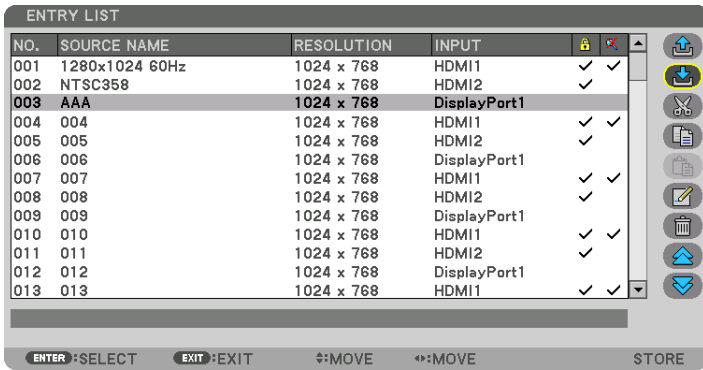 ENTRY LIST
NO. SOURCE NAME RESOLUTION INPUT
001 1280x1024 60Hz 1024 x 768 HDMI1
002 NTSC358 1024 x 768 HDMI2
003 AAA 1024 x 768 DisplayPort1
004 004 1024 x 768 HDMI1
005 005 1024 x 768 HDMI2
006 006 1024 x 768 DisplayPort1
007 007 1024 x 768 HDMI1
008 008 1024 x 768 HDMI2
009 009 1024 x 768 DisplayPort1
010 010 1024 x 768 HDMI1
011 011 1024 x 768 HDMI2
012 012 1024 x 768 DisplayPort1
013 013 1024 x 768 HDMI1
ENTER :SELECT EXIT :EXIT :MOVE :MOVE STORE